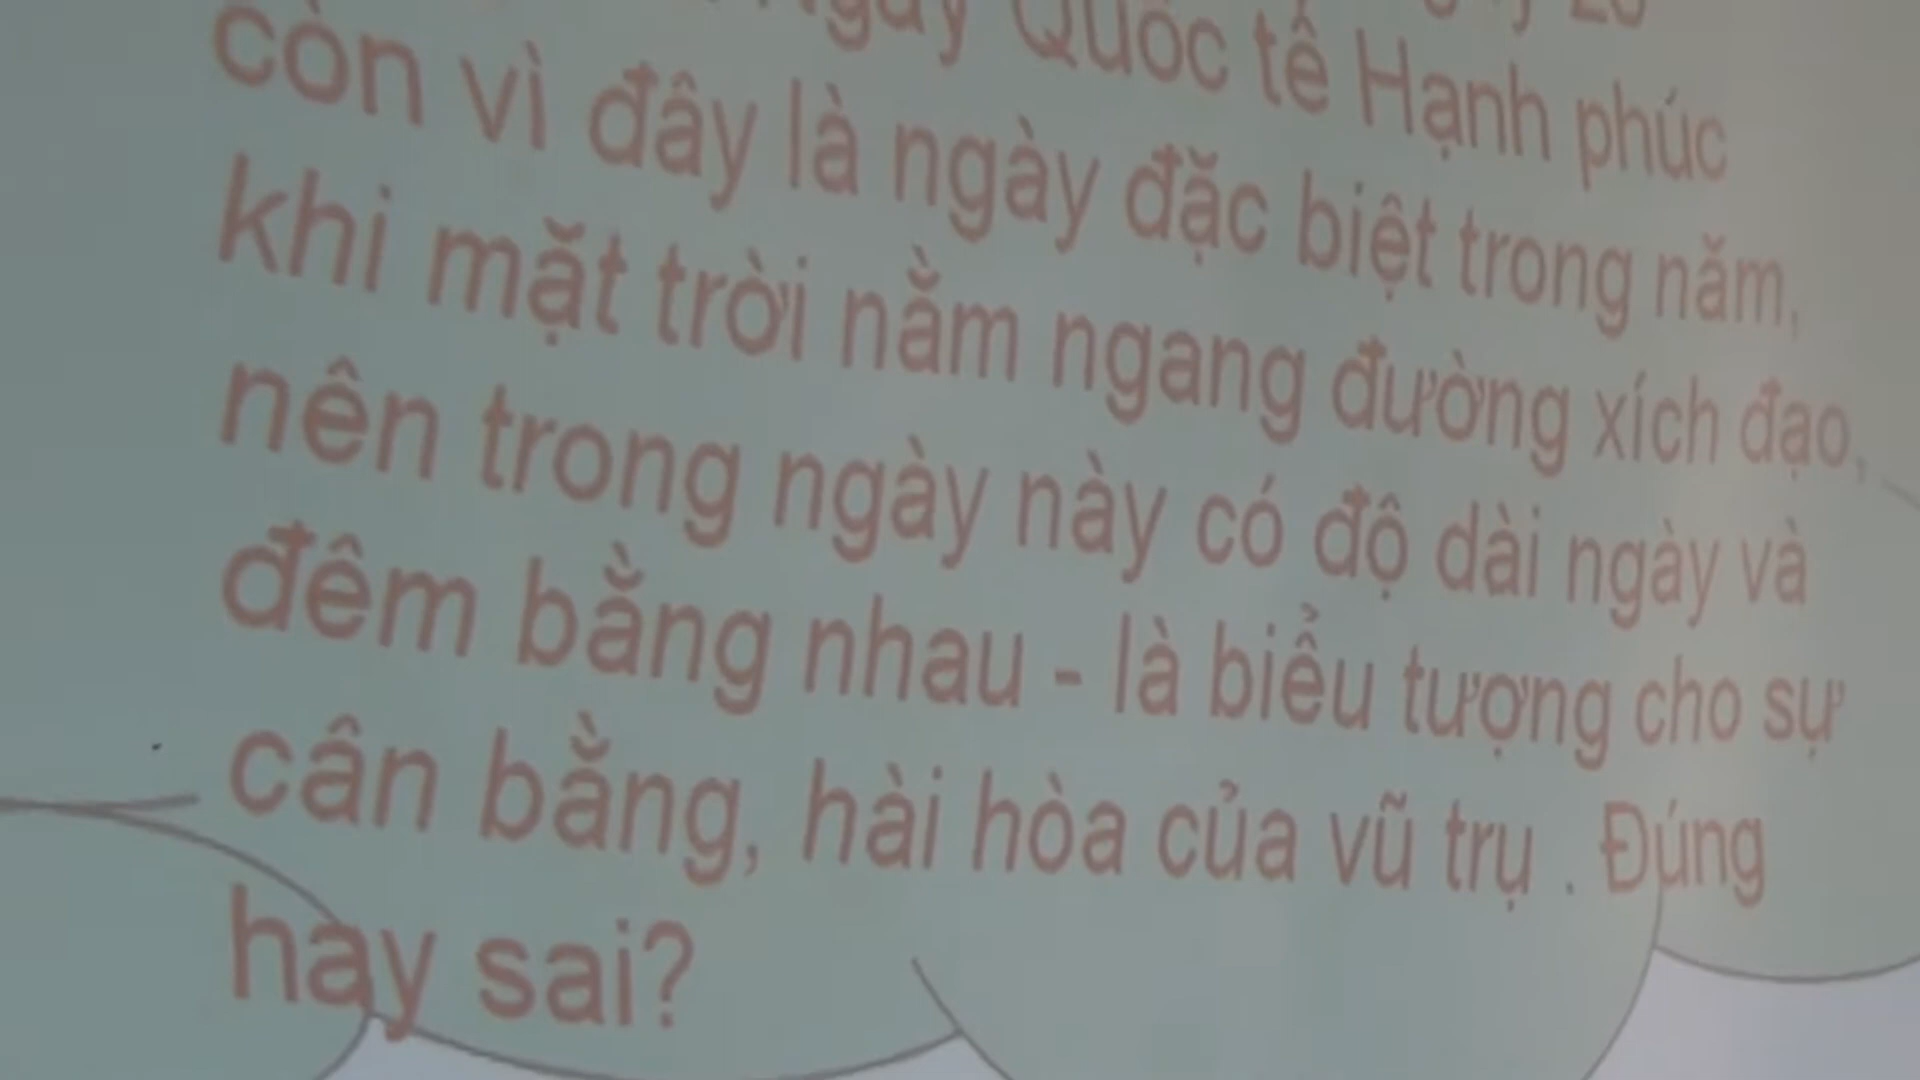 Ngày Quốc tế Hạnh phúc
còn vì đây là ngày đặc biệt trong năm,
khi mặt trời nằm ngang đường xích đạo,
nên trong ngày này có độ dài ngày và
đêm bằng nhau - là biểu tượng cho sự
cân bằng, hài hòa của vũ trụ . Đúng
hay sai?